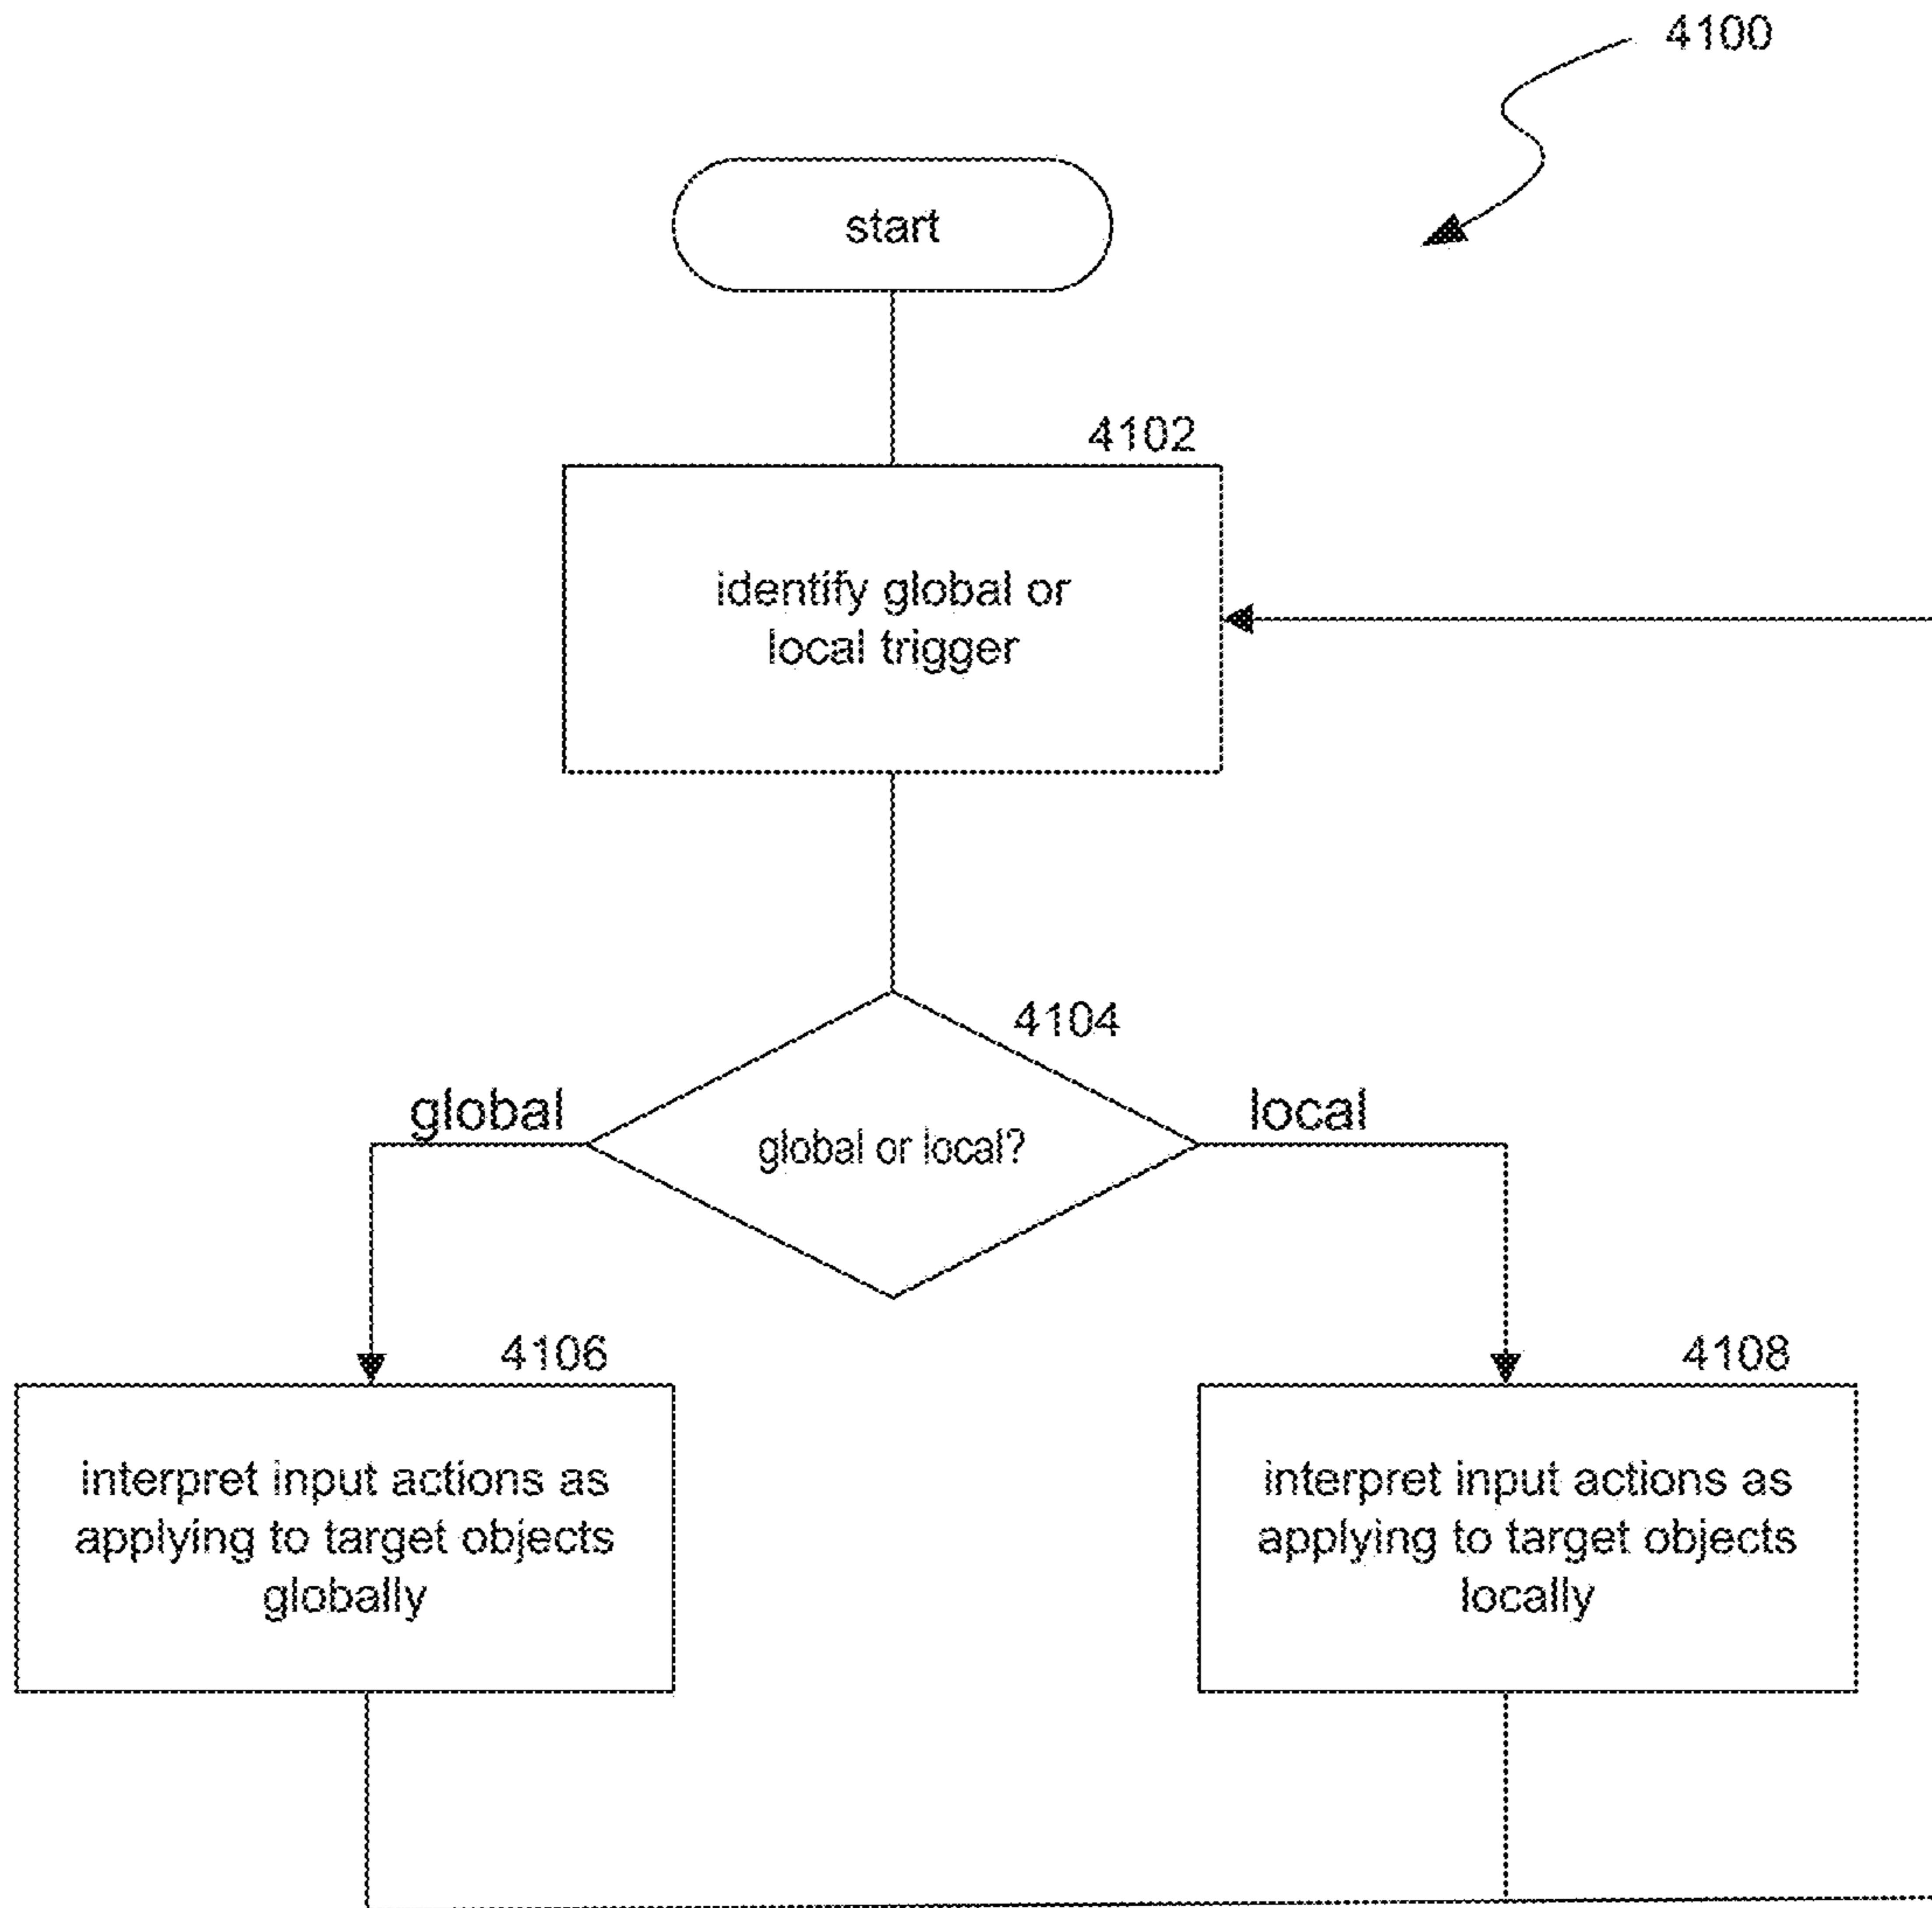 4100
start
4102
identify global or
local trigger
4104
global
global or local?
local
4106
interpret input actions as
applying to target objects
globally
4108
interpret input actions as
applying to target objects
locally